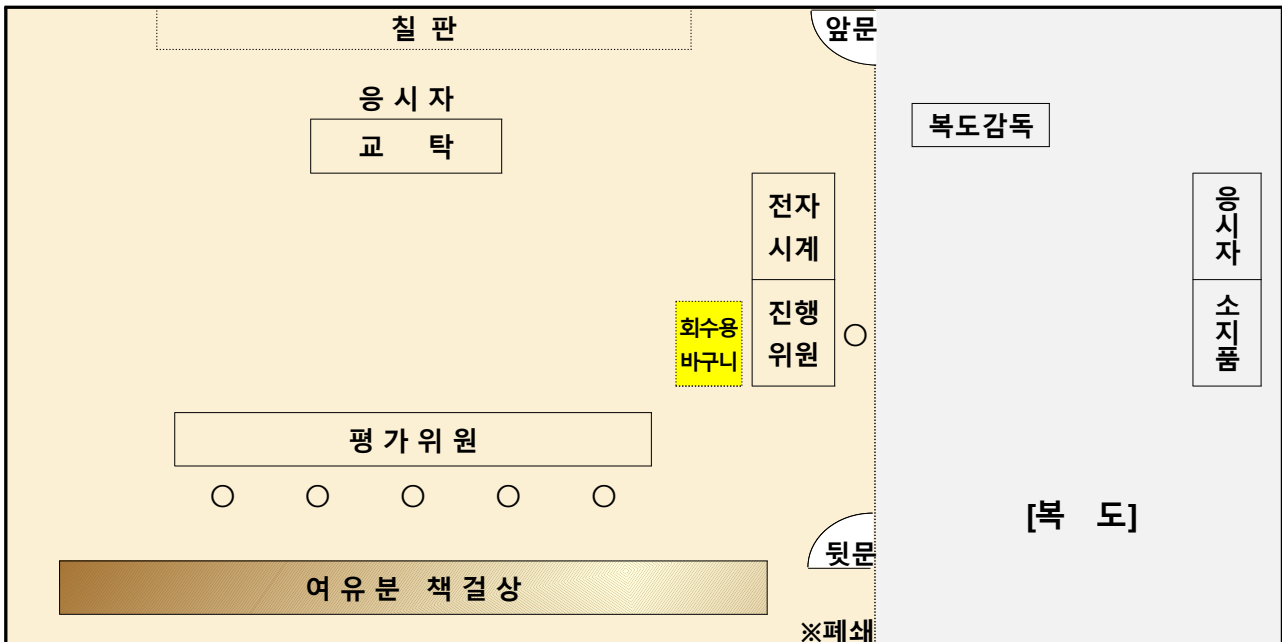 칠 판
앞문
응 시 자
교 탁
복도감독
전자
시계
응
시
자
회수용
바구니
진행
위원
소
지
품
평 가 위 원
[복 도]
뒷문
여 유 분 책 걸 상
※폐쇄